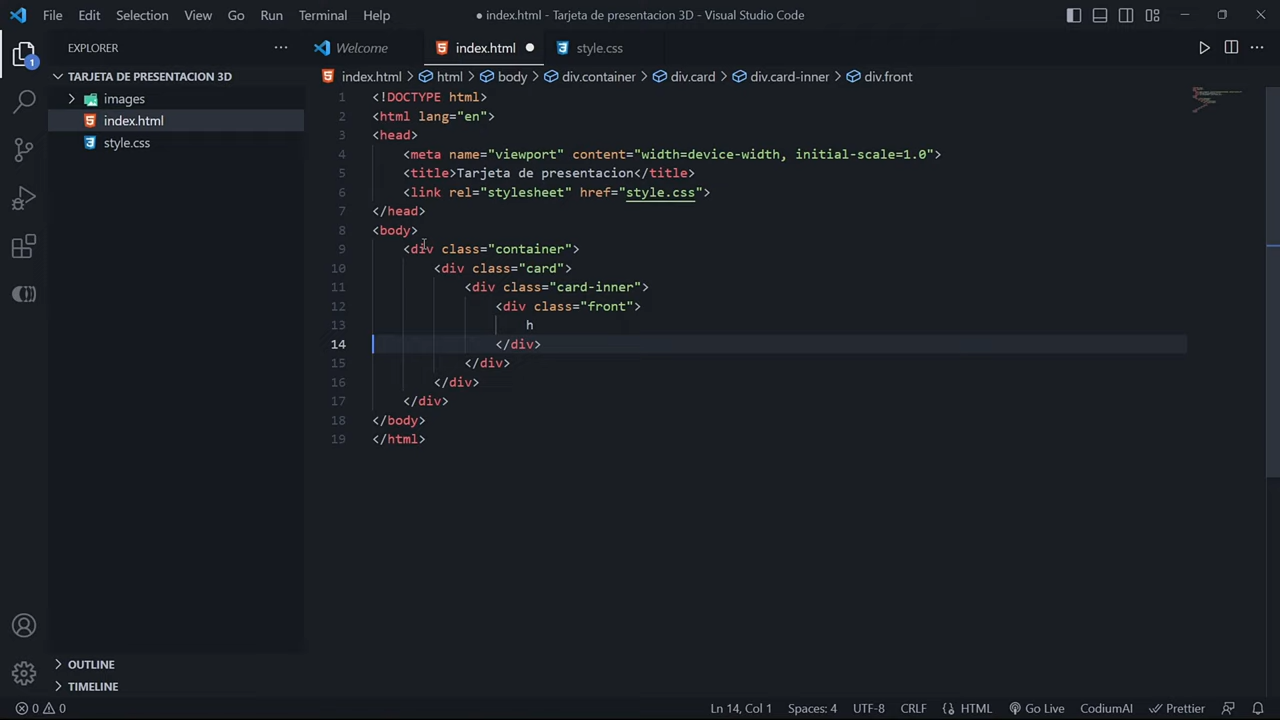 File Edit Selection View Go Run Terminal Help
● index.html - Tarjeta de presentacion 3D - Visual Studio Code
EXPLORER ···
Welcome
index.html ●
style.css
TARJETA DE PRESENTACION 3D
images
index.html
style.css
index.html > html > body > div.container > div.card > div.card-inner > div.front
1 <!DOCTYPE html>
2 <html lang="en">
3 <head>
4 <meta name="viewport" content="width=device-width, initial-scale=1.0">
5 <title>Tarjeta de presentacion</title>
6 <link rel="stylesheet" href="style.css">
7 </head>
8 <body>
9 <div class="container">
10 <div class="card">
11 <div class="card-inner">
12 <div class="front">
13 h
14 </div>
15 </div>
16 </div>
17 </div>
18 </body>
19 </html>
1
OUTLINE
TIMELINE
0 0
Ln 14, Col 1 Spaces: 4 UTF-8 CRLF {} HTML Go Live CodiumAI Prettier